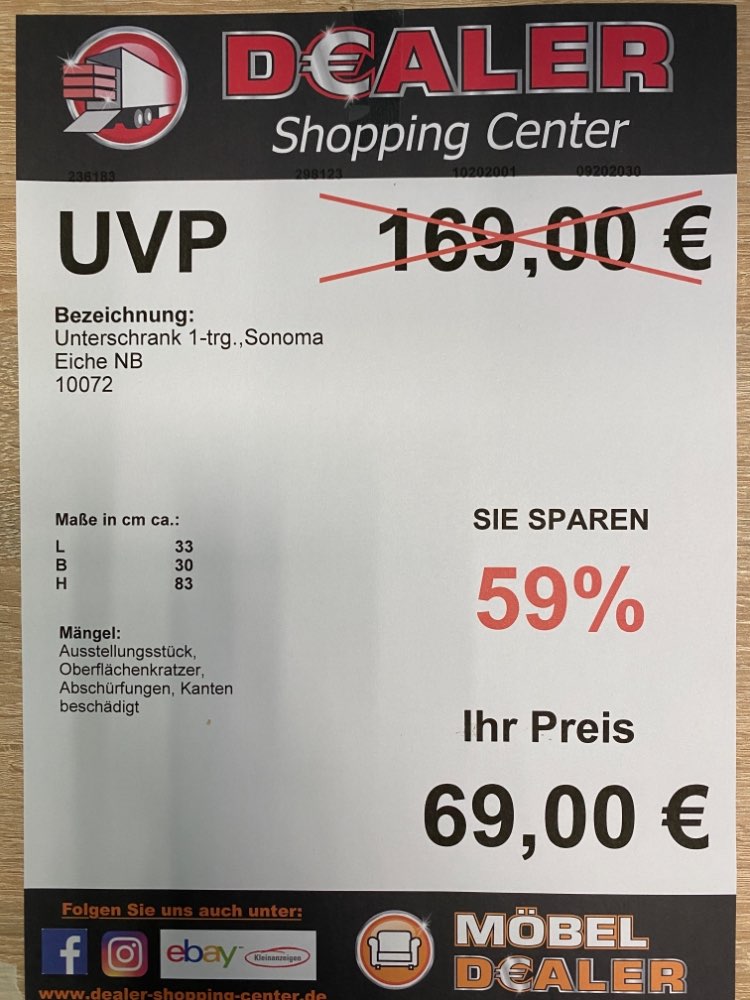 D€ALER
Shopping Center
236183 298123 10202001 09202030
UVP 169,00 €
Bezeichnung:
Unterschrank 1-trg.,Sonoma
Eiche NB
10072
Maße in cm ca.:
L 33
B 30
H 83
Mängel:
Ausstellungsstück,
Oberflächenkratzer,
Abschürfungen, Kanten
beschädigt
SIE SPAREN
59%
Ihr Preis
69,00 €
Folgen Sie uns auch unter:
f ebay Kleinanzeigen
www.dealer-shopping-center.de
MÖBEL
D€ALER